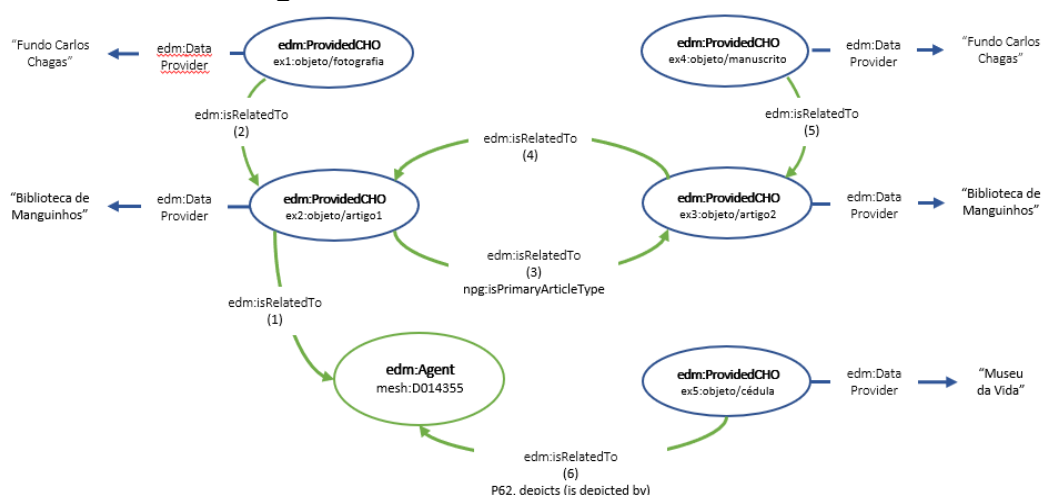 edm:ProvidedCHO
ex1:objeto/fotografia
edm:Data
Provider
"Fundo Carlos
Chagas"
edm:ProvidedCHO
ex4:objeto/manuscrito
edm:Data
Provider
"Fundo Carlos
Chagas"
edm:isRelatedTo
(2)
edm:isRelatedTo
(4)
edm:isRelatedTo
(5)
"Biblioteca de
Manguinhos"
edm:Data
Provider
edm:ProvidedCHO
ex2:objeto/artigo1
edm:ProvidedCHO
ex3:objeto/artigo2
edm:Data
Provider
"Biblioteca de
Manguinhos"
edm:isRelatedTo
(3)
npg:isPrimaryArticleType
edm:isRelatedTo
(1)
edm:Agent
mesh:D014355
edm:ProvidedCHO
ex5:objeto/cédula
edm:Data
Provider
"Museu
da Vida"
edm:isRelatedTo
(6)
P62. depicts (is depicted by)